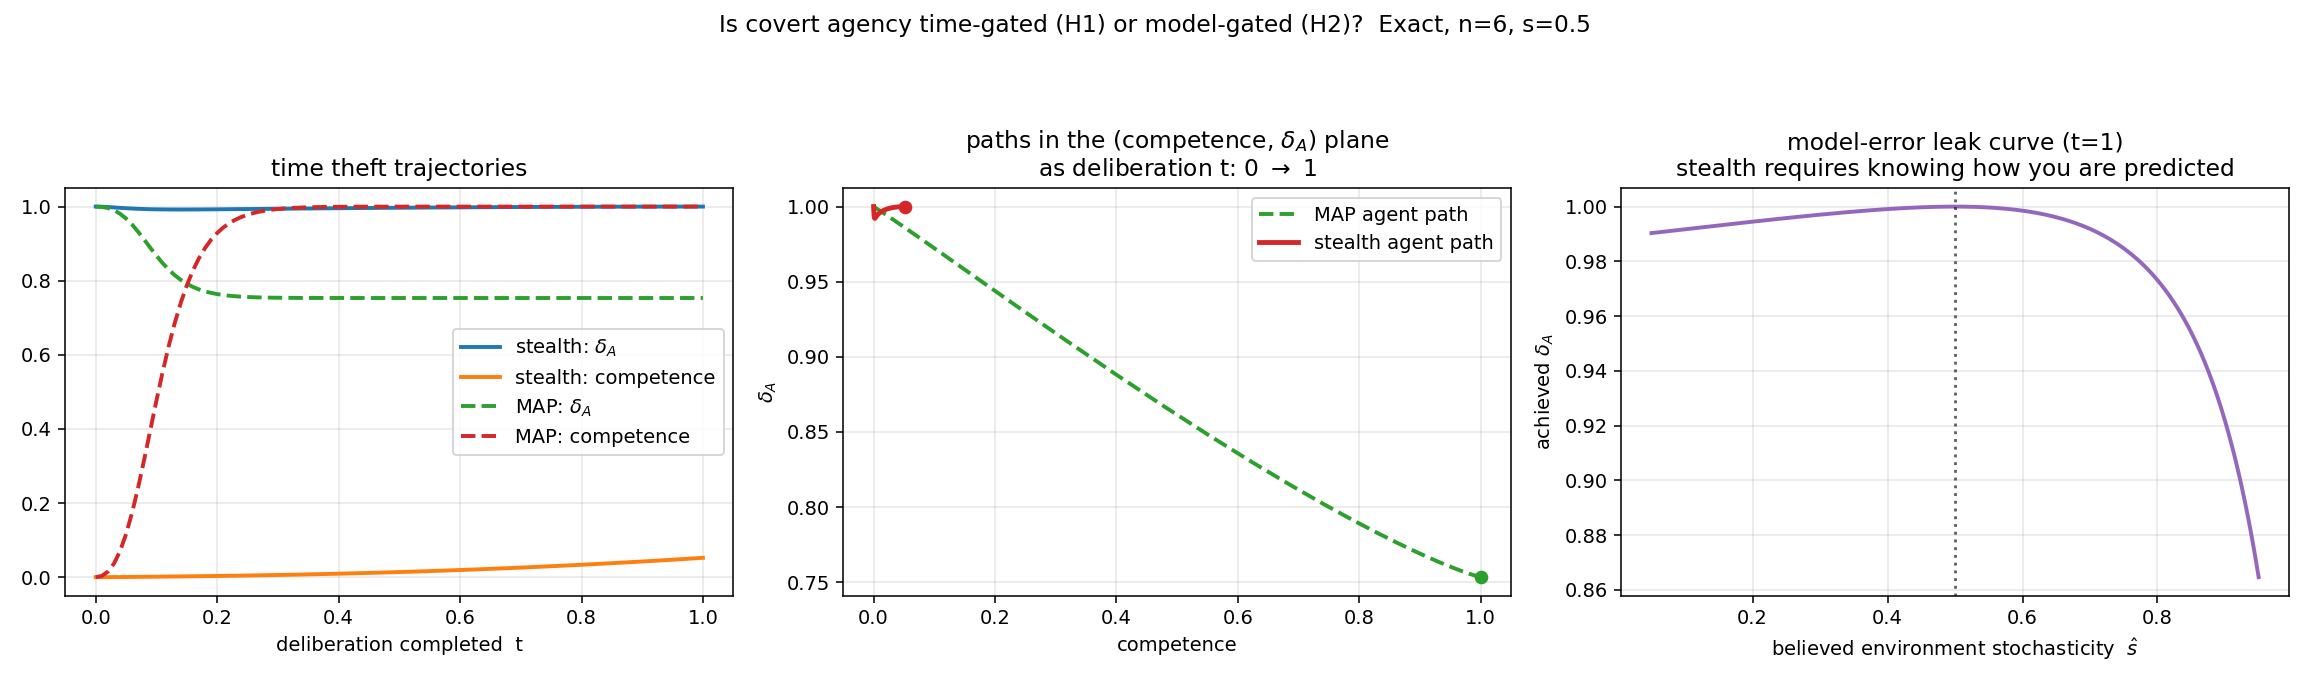 Is covert agency time-gated (H1) or model-gated (H2)?  Exact, n=6, s=0.5
time theft trajectories
1.0
0.8
0.6
0.4
0.2
0.0
stealth: δ_A
stealth: competence
MAP: δ_A
MAP: competence
0.0 0.2 0.4 0.6 0.8 1.0
deliberation completed  t
paths in the (competence, δ_A) plane
as deliberation t: 0 → 1
δ_A
1.00
0.95
0.90
0.85
0.80
0.75
MAP agent path
stealth agent path
0.0 0.2 0.4 0.6 0.8 1.0
competence
model-error leak curve (t=1)
stealth requires knowing how you are predicted
achieved δ_A
1.00
0.98
0.96
0.94
0.92
0.90
0.88
0.86
0.2 0.4 0.6 0.8
believed environment stochasticity  ŝ